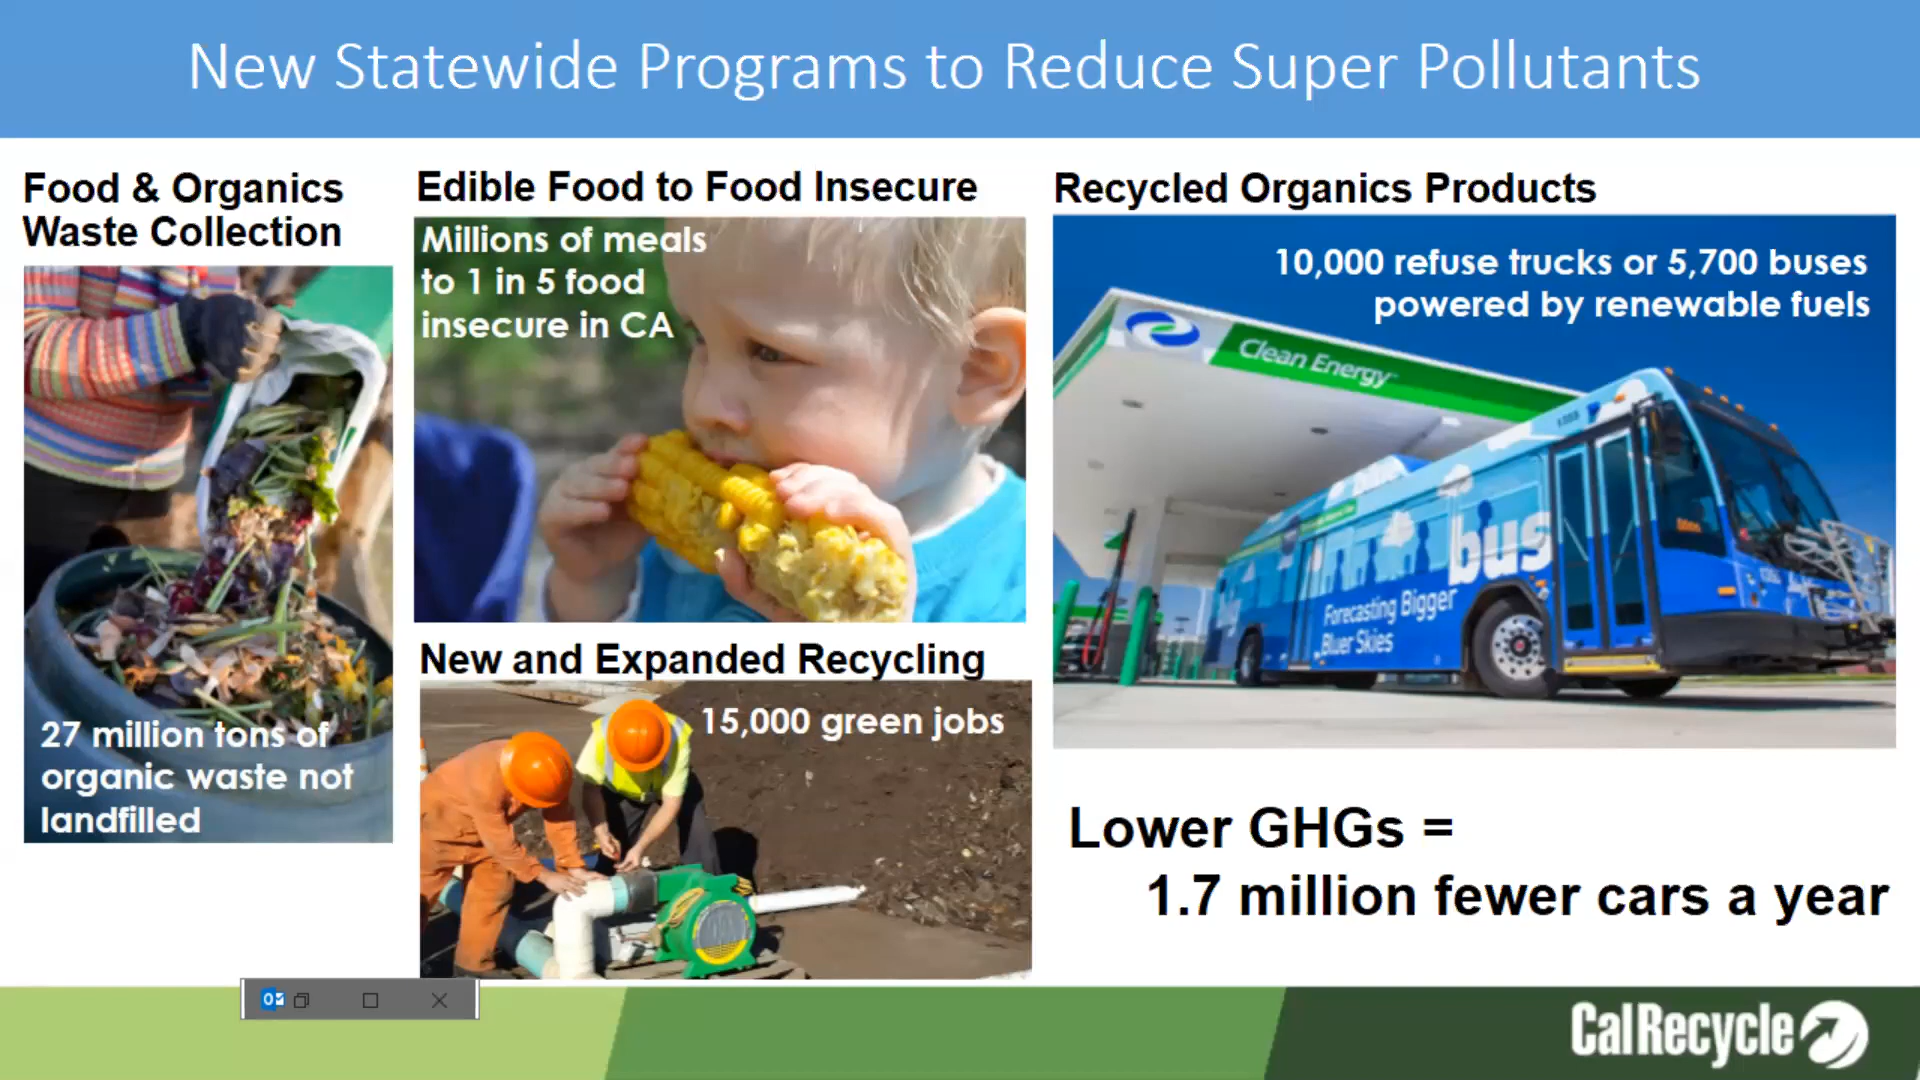 New Statewide Programs to Reduce Super Pollutants
Food & Organics
Waste Collection
27 million tons of
organic waste not
landfilled
Edible Food to Food Insecure
Millions of meals
to 1 in 5 food
insecure in CA
New and Expanded Recycling
15,000 green jobs
Recycled Organics Products
10,000 refuse trucks or 5,700 buses
powered by renewable fuels
Clean Energy
bus
Forecasting Bigger
Bluer Skies
Lower GHGs =
1.7 million fewer cars a year
CalRecycle